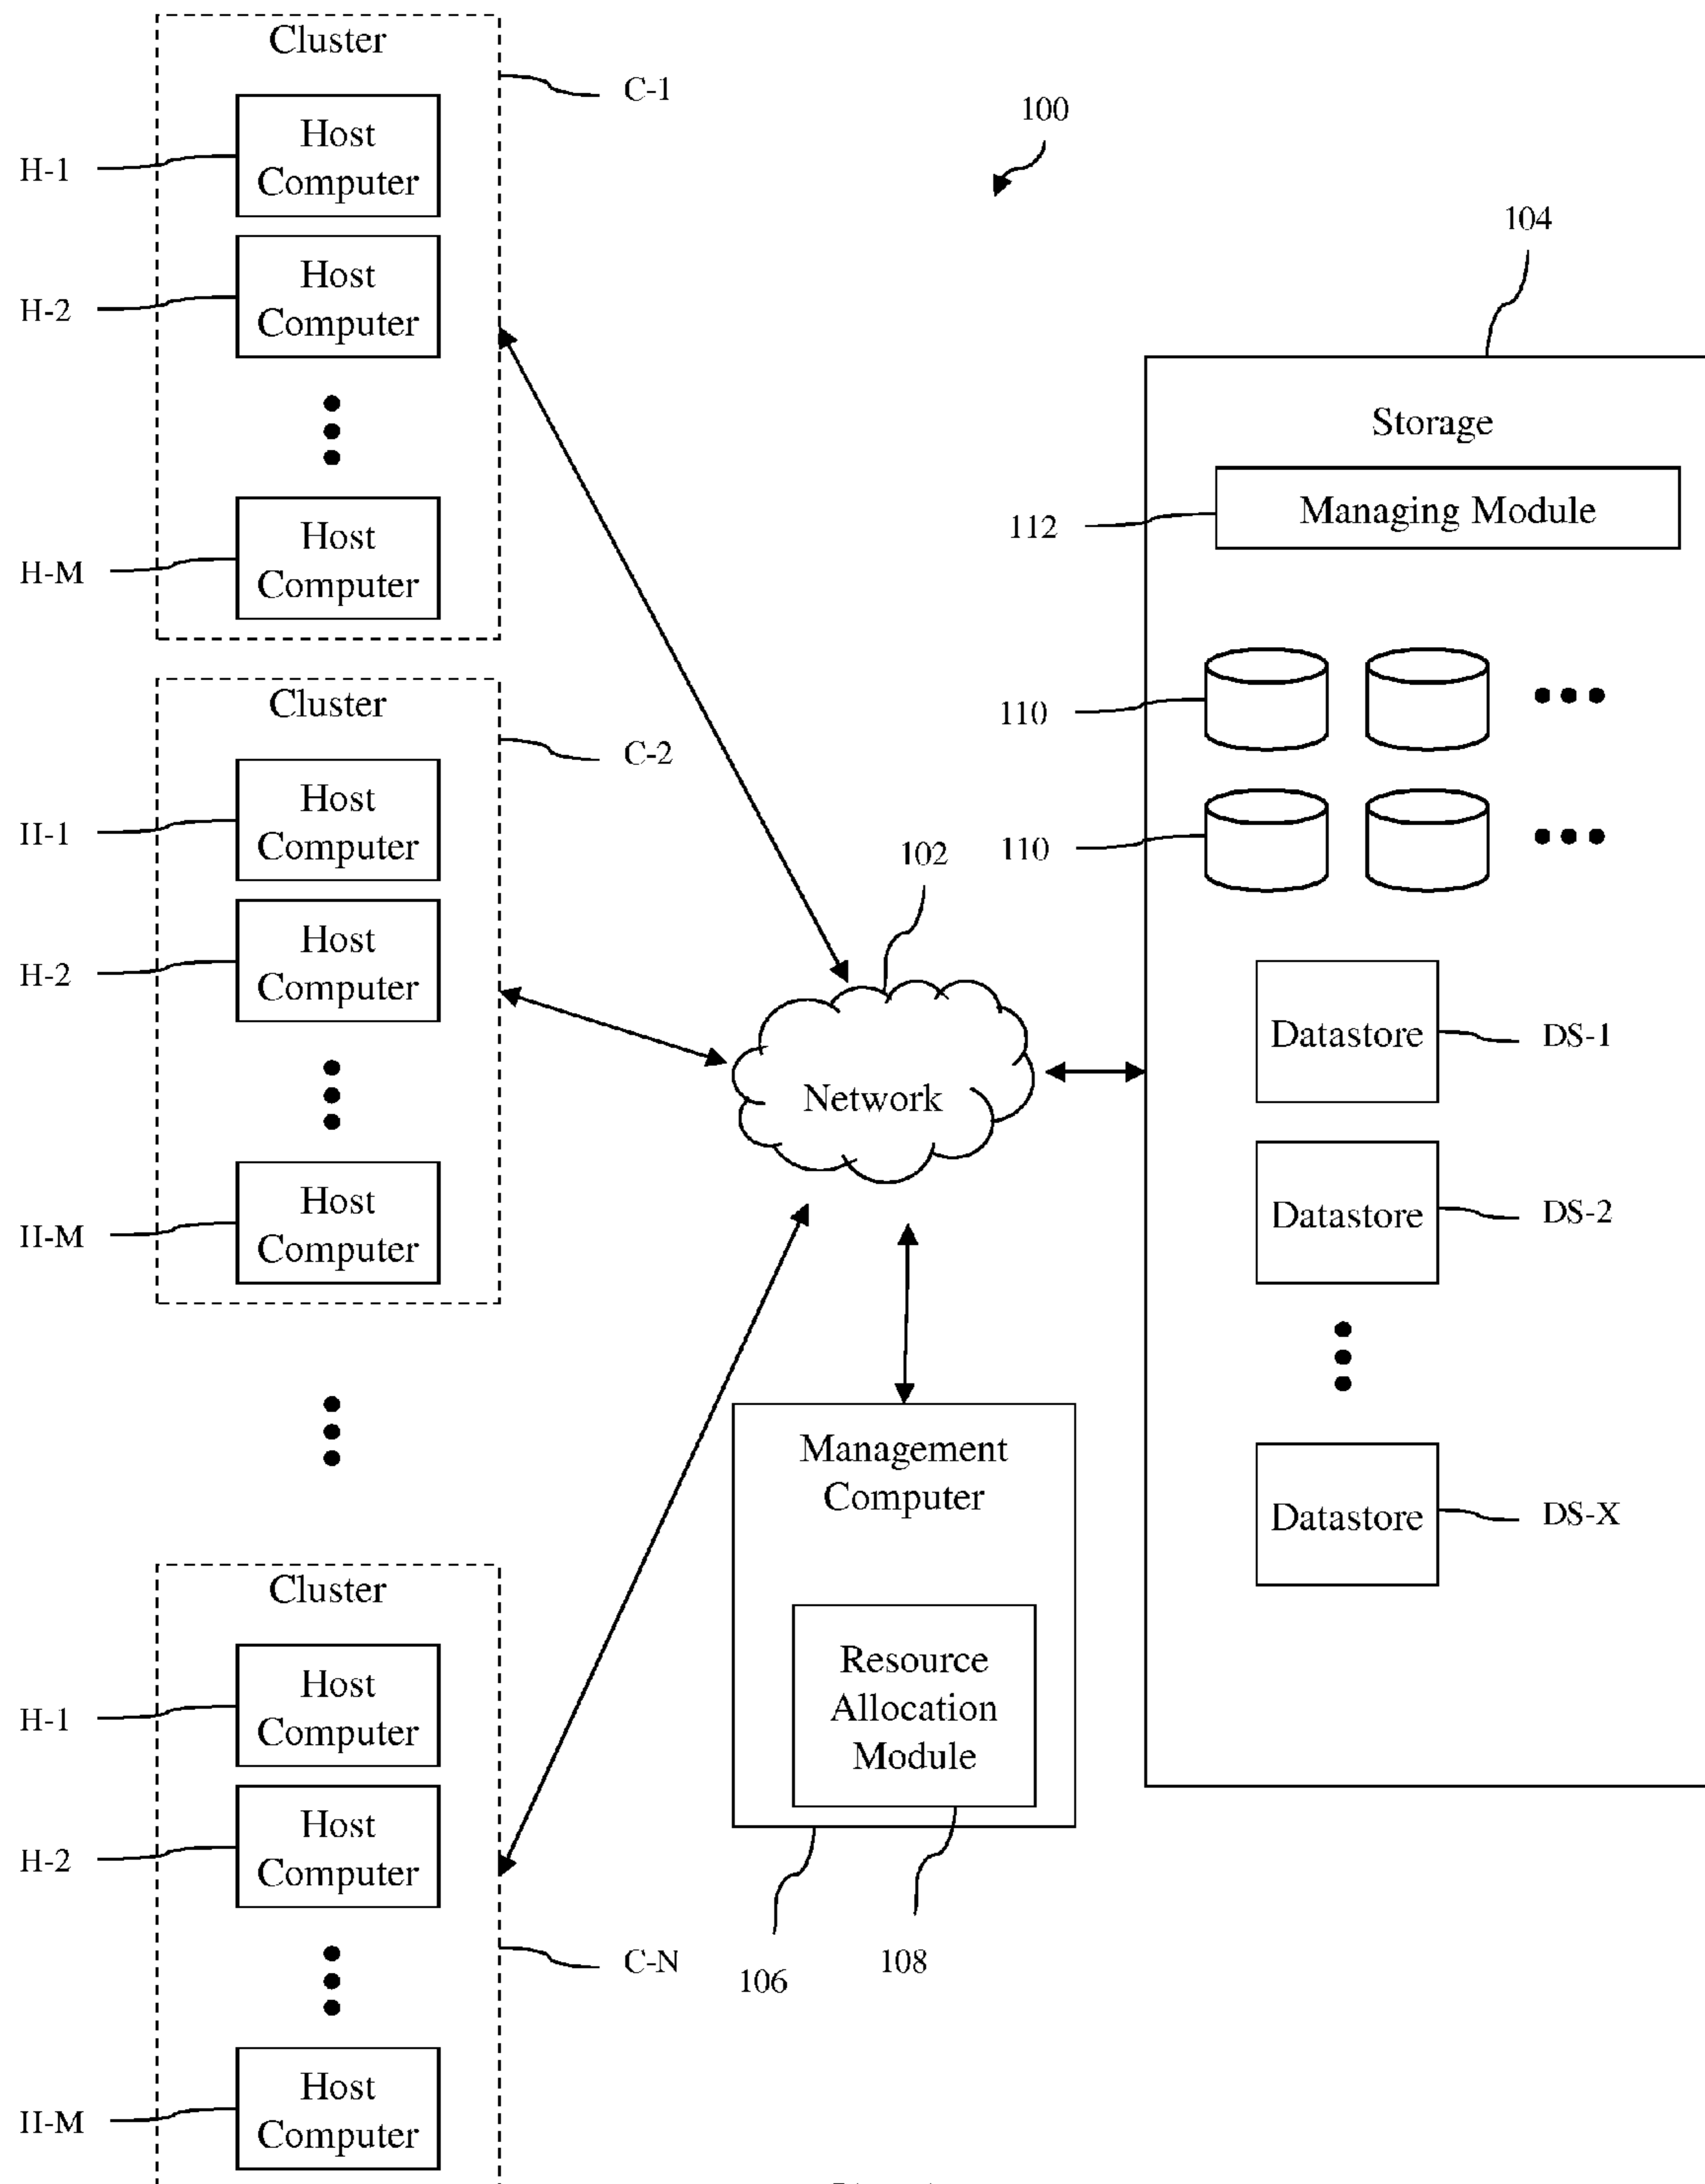 Cluster
C-1
Host
Computer
H-1
Host
Computer
H-2
Host
Computer
H-M
Cluster
C-2
Host
Computer
II-1
Host
Computer
H-2
Host
Computer
II-M
Cluster
Host
Computer
H-1
Host
Computer
H-2
C-N
Host
Computer
II-M
100
102
Network
Management
Computer
Resource
Allocation
Module
106
108
104
Storage
112
Managing Module
110
110
Datastore
DS-1
Datastore
DS-2
Datastore
DS-X